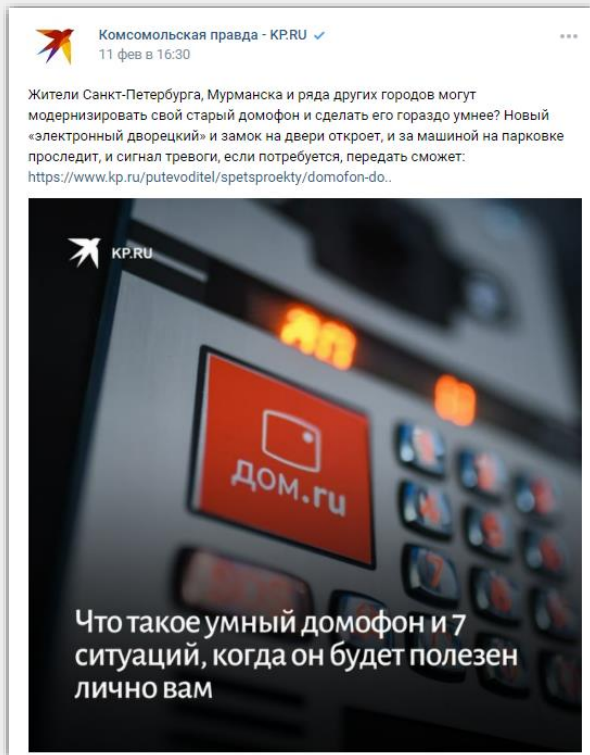 Комсомольская правда - KP.RU
11 фев в 16:30
Жители Санкт-Петербурга, Мурманска и ряда других городов могут
модернизировать свой старый домофон и сделать его гораздо умнее? Новый
«электронный дворецкий» и замок на двери откроет, и за машиной на парковке
проследит, и сигнал тревоги, если потребуется, передать сможет:
https://www.kp.ru/putevoditel/spetsproekty/domofon-do..
KP.RU
дом.ru
Что такое умный домофон и 7
ситуаций, когда он будет полезен
лично вам